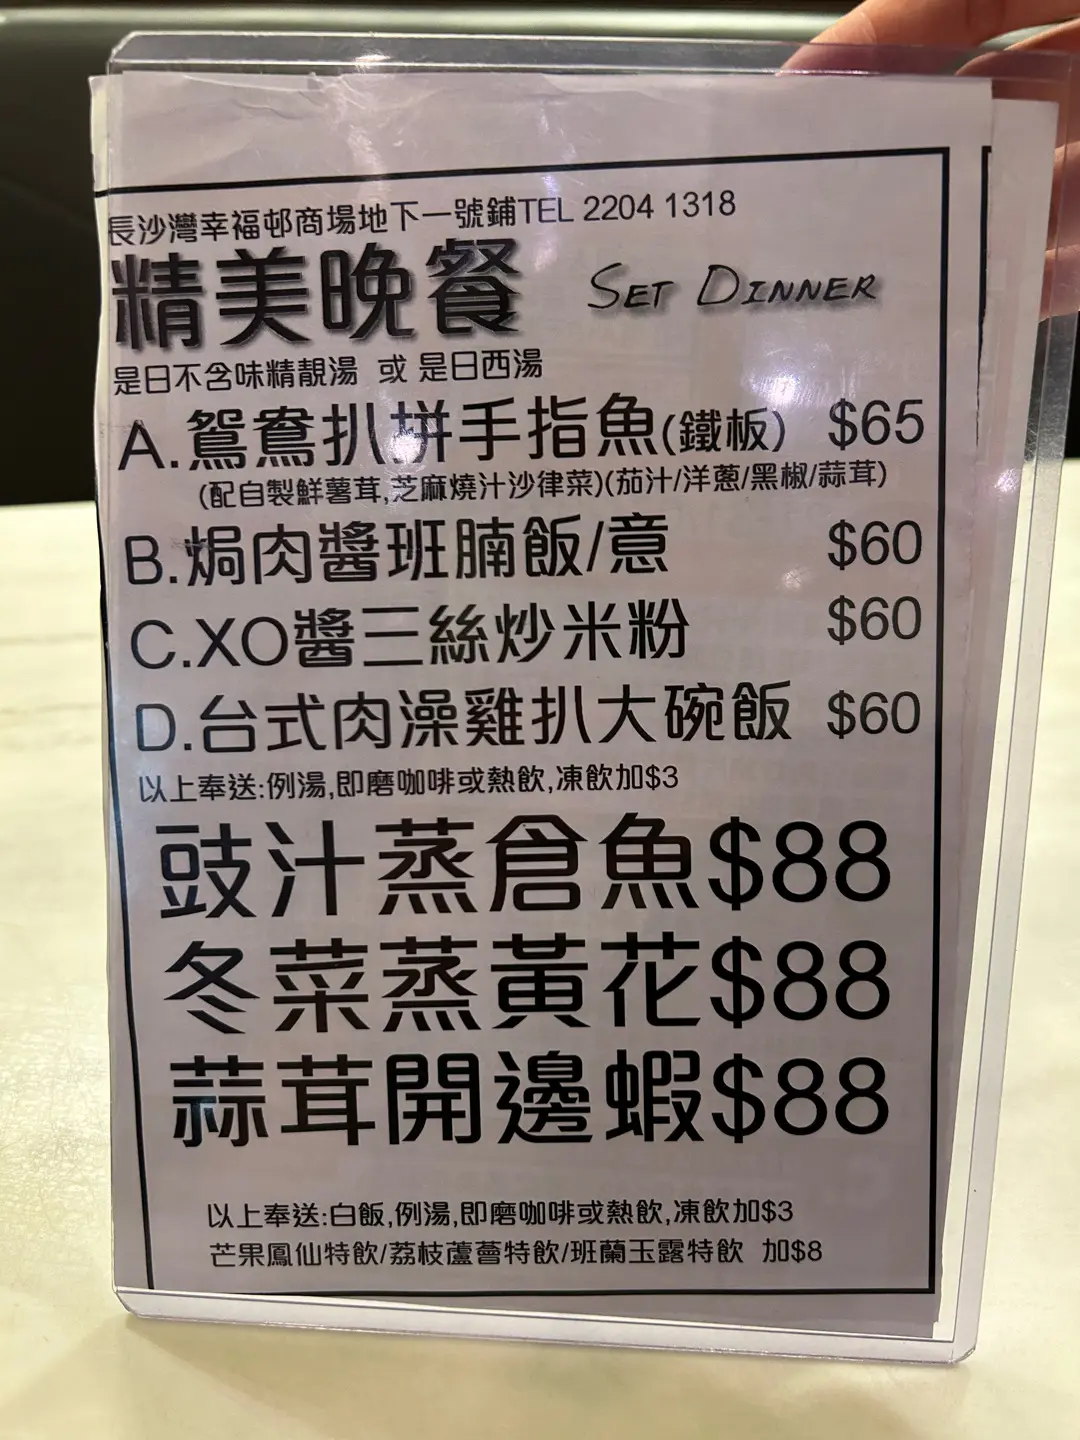 長沙灣幸福邨商場地下一號鋪TEL 2204 1318
精美晚餐 SET DINNER
是日不含味精靚湯 或 是日西湯
A.鴛鴦扒拼手指魚(鐵板) $65
(配自製鮮薯茸,芝麻燒汁沙律菜)(茄汁/洋蔥/黑椒/蒜茸)
B.焗肉醬班腩飯/意 $60
C.XO醬三絲炒米粉 $60
D.台式肉澡雞扒大碗飯 $60
以上奉送:例湯,即磨咖啡或熱飲,凍飲加$3
豉汁蒸倉魚$88
冬菜蒸黃花$88
蒜茸開邊蝦$88
以上奉送:白飯,例湯,即磨咖啡或熱飲,凍飲加$3
芒果鳳仙特飲/荔枝蘆薈特飲/班蘭玉露特飲 加$8